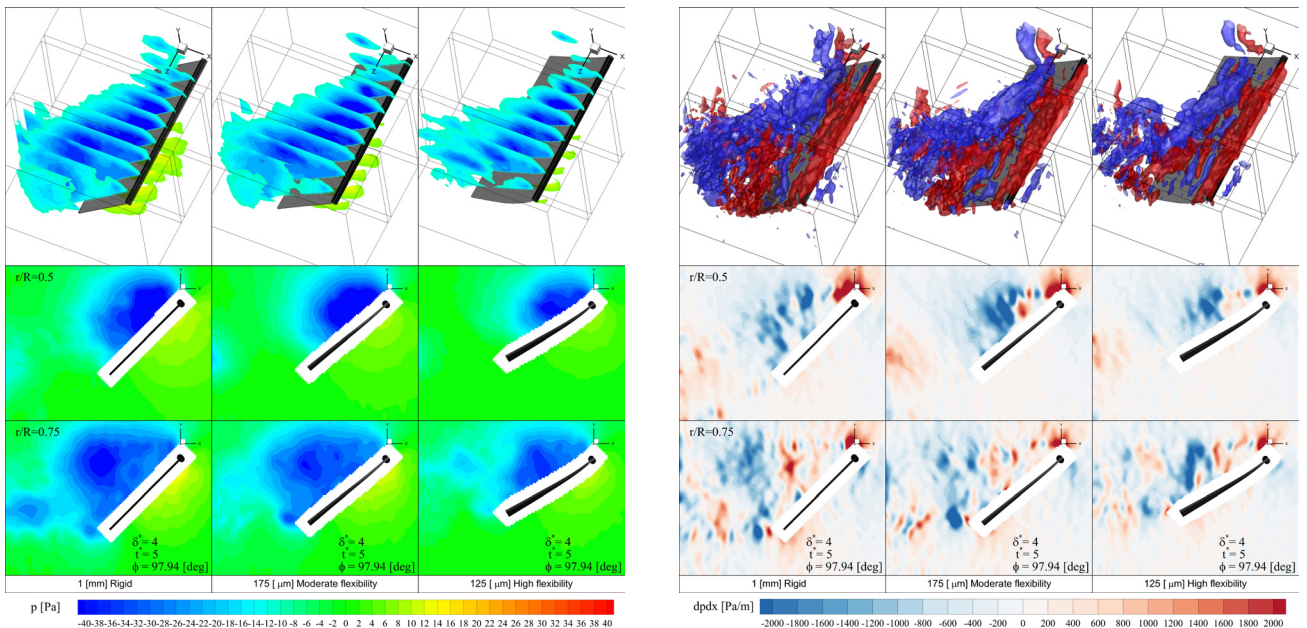 Y
X
Z
Y
X
Z
Y
X
Z
r/R=0.5
r/R=0.75
δ*= 4
t*= 5
ϕ = 97.94 [deg]
δ*= 4
t*= 5
ϕ = 97.94 [deg]
δ*= 4
t*= 5
ϕ = 97.94 [deg]
1 [mm] Rigid
175 [ μm] Moderate flexibility
125 [ μm] High flexibility
p [Pa]
-40-38-36-34-32-30-28-26-24-22-20-18-16-14-12-10 -8 -6 -4 -2 0 2 4 6 8 10 12 14 16 18 20 22 24 26 28 30 32 34 36 38 40
Y
X
Z
Y
X
Z
Y
X
Z
r/R=0.5
r/R=0.75
δ*= 4
t*= 5
ϕ = 97.94 [deg]
δ*= 4
t*= 5
ϕ = 97.94 [deg]
δ*= 4
t*= 5
ϕ = 97.94 [deg]
1 [mm] Rigid
175 [ μm] Moderate flexibility
125 [ μm] High flexibility
dpdx [Pa/m]
-2000 -1800 -1600 -1400 -1200 -1000 -800 -600 -400 -200 0 200 400 600 800 1000 1200 1400 1600 1800 2000